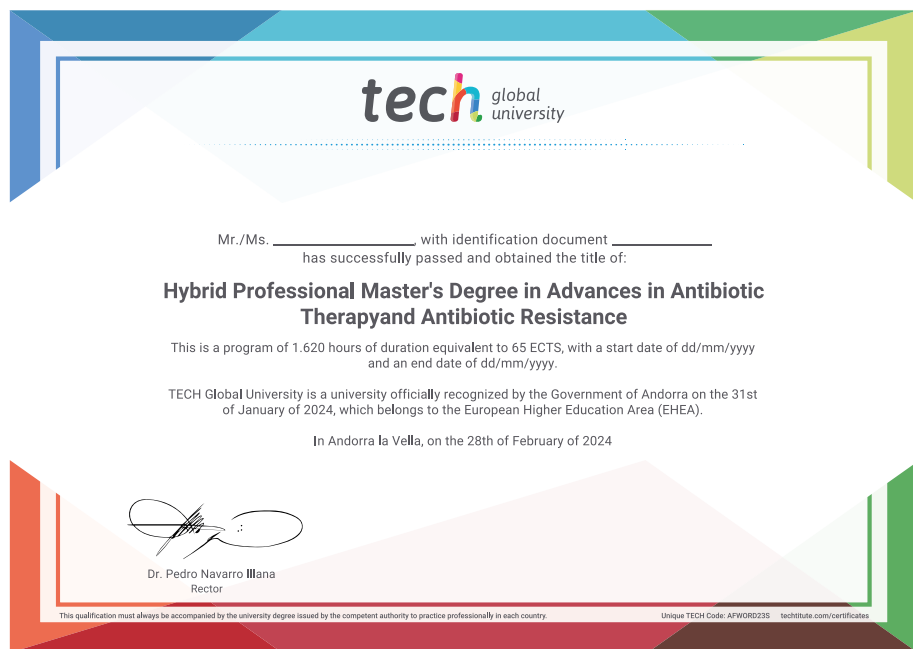 tech global university
Mr./Ms. ____________, with identification document ____________
has successfully passed and obtained the title of:
Hybrid Professional Master's Degree in Advances in Antibiotic
Therapyand Antibiotic Resistance
This is a program of 1.620 hours of duration equivalent to 65 ECTS, with a start date of dd/mm/yyyy
and an end date of dd/mm/yyyy.
TECH Global University is a university officially recognized by the Government of Andorra on the 31st
of January of 2024, which belongs to the European Higher Education Area (EHEA).
In Andorra la Vella, on the 28th of February of 2024
Dr. Pedro Navarro Illana
Rector
This qualification must always be accompanied by the university degree issued by the competent authority to practice professionally in each country.
Unique TECH Code: AFWORD23S techtitute.com/certificates